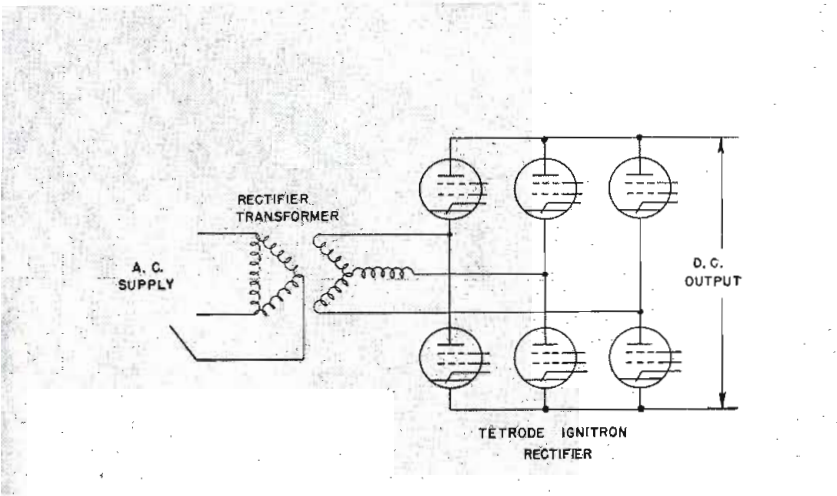 RECTIFIER
TRANSFORMER
A. C.
SUPPLY
D. C.
OUTPUT
TETRODE IGNITRON
RECTIFIER